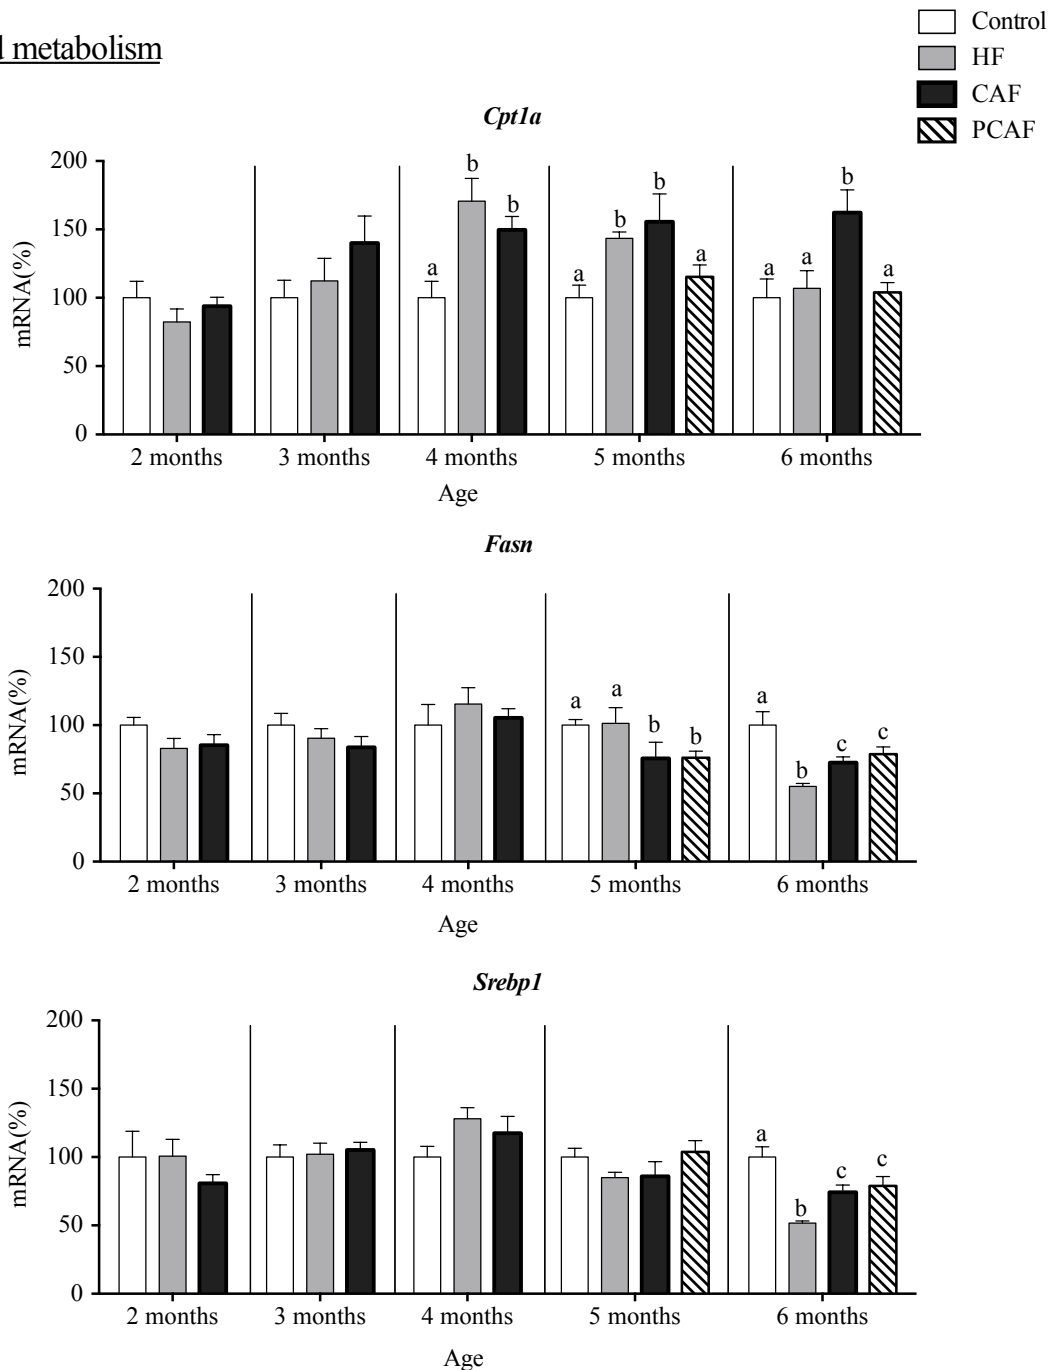 Control
HF
CAF
PCAF
metabolism
Cpt1a
mRNA(%)
200
150
100
50
0
a b b
a b b a
a a b a
2 months 3 months 4 months 5 months 6 months
Age
Fasn
mRNA(%)
200
150
100
50
0
a a b b
a b c c
2 months 3 months 4 months 5 months 6 months
Age
Srebp1
mRNA(%)
200
150
100
50
0
a b c c
2 months 3 months 4 months 5 months 6 months
Age